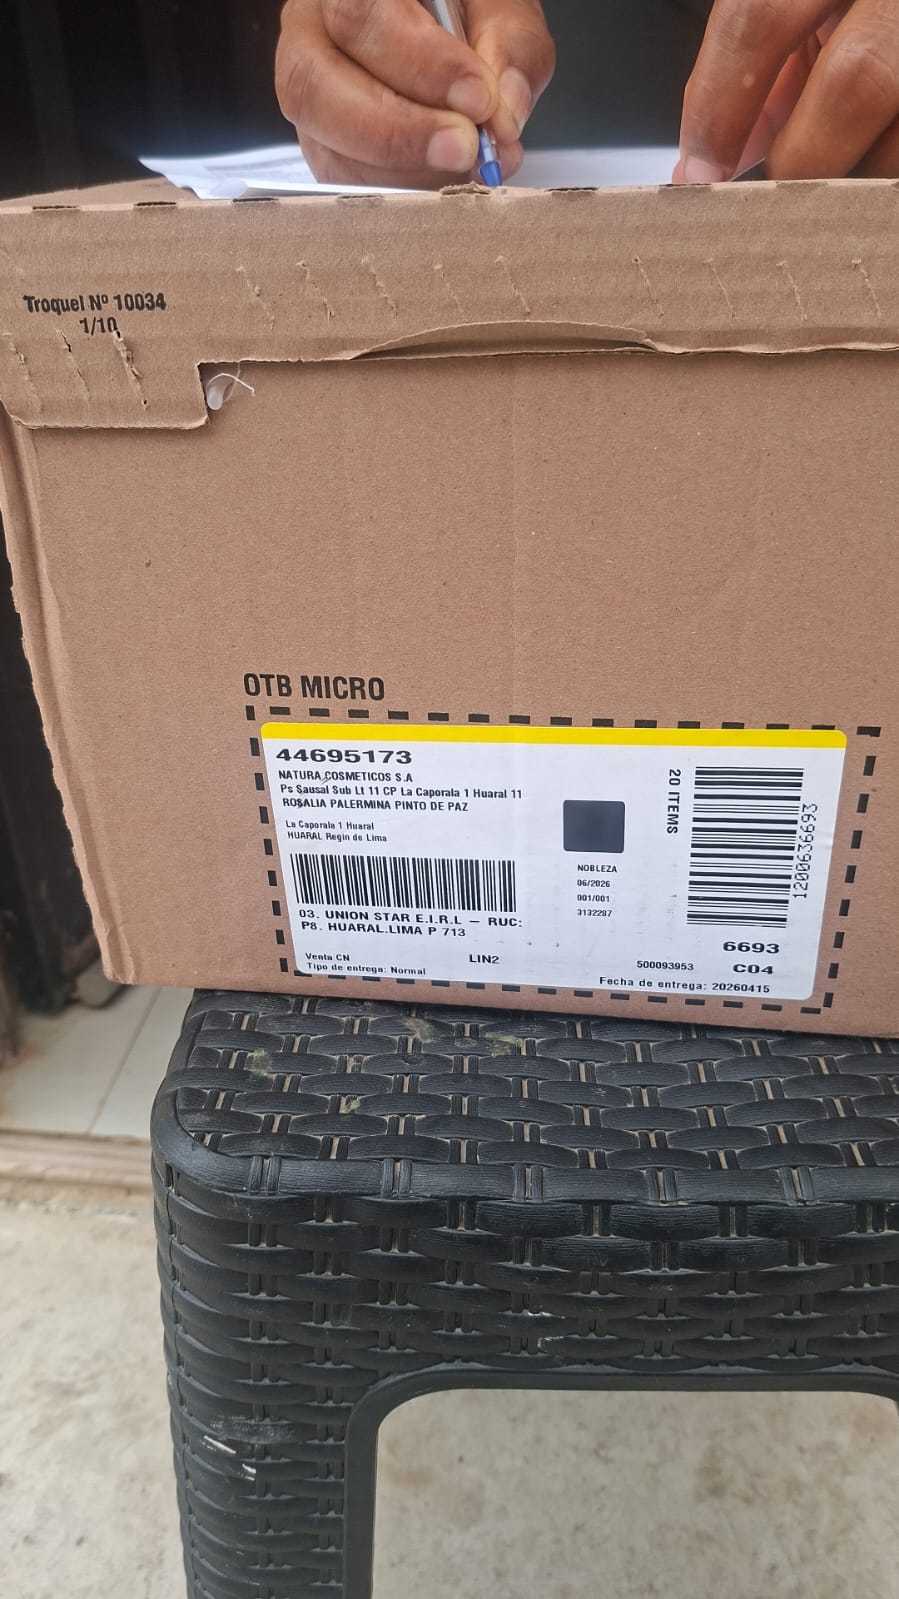 Troquel Nº 10034
1/10
OTB MICRO
44695173
NATURA COSMETICOS S.A
Ps Sausal Sub Lt 11 CP La Caporala 1 Huaral 11
ROSALIA PALERMINA PINTO DE PAZ
La Caporala 1 Huaral
HUARAL Regin de Lima
03. UNION STAR E.I.R.L – RUC:
P8. HUARAL.LIMA P 713
Venta CN
Tipo de entrega: Normal
LIN2
NOBLEZA
06/2026
001/001
3132287
20 ITEMS
1200636693
6693
500093953
C04
Fecha de entrega: 20260415